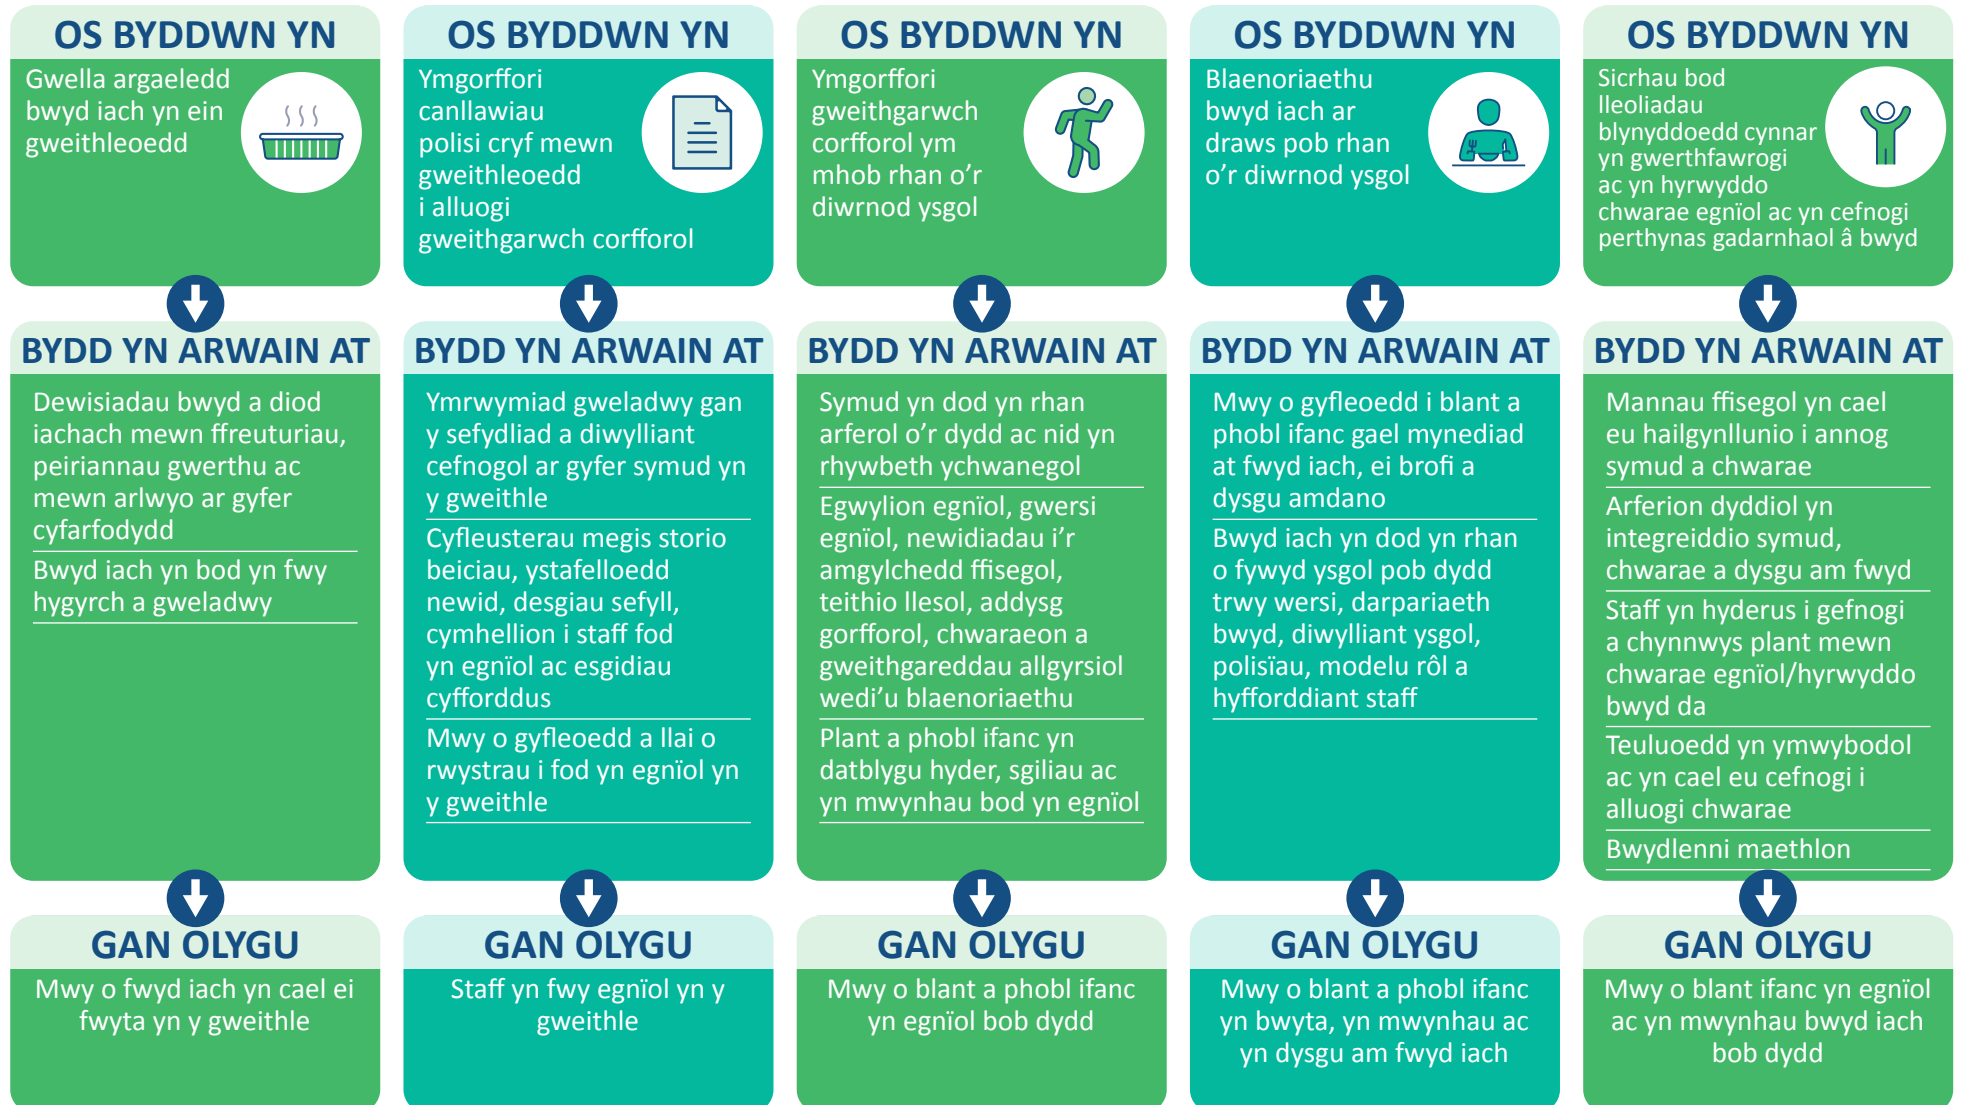 OS BYDDWN YN
Gwella argaeledd
bwyd iach yn ein
gweithleoedd
BYDD YN ARWAIN AT
Dewisiadau bwyd a diod
iachach mewn ffreuturiau,
peiriannau gwerthu ac
mewn arlwyo ar gyfer
cyfarfodydd
Bwyd iach yn bod yn fwy
hygyrch a gweladwy
GAN OLYGU
Mwy o fwyd iach yn cael ei
fwyta yn y gweithle
OS BYDDWN YN
Ymgorffori
canllawiau
polisi cryf mewn
gweithleoedd
i alluogi
gweithgarwch corfforol
BYDD YN ARWAIN AT
Ymrwymiad gweladwy gan
y sefydliad a diwylliant
cefnogol ar gyfer symud yn
y gweithle
Cyfleusterau megis storio
beiciau, ystafelloedd
newid, desgiau sefyll,
cymhellion i staff fod
yn egnïol ac esgidiau
cyfforddus
Mwy o gyfleoedd a llai o
rwystrau i fod yn egnïol yn
y gweithle
GAN OLYGU
Staff yn fwy egnïol yn y
gweithle
OS BYDDWN YN
Ymgorffori
gweithgarwch
corfforol ym
mhob rhan o’r
diwrnod ysgol
BYDD YN ARWAIN AT
Symud yn dod yn rhan
arferol o’r dydd ac nid yn
rhywbeth ychwanegol
Egwylion egnïol, gwersi
egnïol, newidiadau i’r
amgylchedd ffisegol,
teithio llesol, addysg
gorfforol, chwaraeon a
gweithgareddau allgyrsiol
wedi’u blaenoriaethu
Plant a phobl ifanc yn
datblygu hyder, sgiliau ac
yn mwynhau bod yn egnïol
GAN OLYGU
Mwy o blant a phobl ifanc
yn egnïol bob dydd
OS BYDDWN YN
Blaenoriaethu
bwyd iach ar
draws pob rhan
o’r diwrnod ysgol
BYDD YN ARWAIN AT
Mwy o gyfleoedd i blant a
phobl ifanc gael mynediad
at fwyd iach, ei brofi a
dysgu amdano
Bwyd iach yn dod yn rhan
o fywyd ysgol pob dydd
trwy wersi, darpariaeth
bwyd, diwylliant ysgol,
polisïau, modelu rôl a
hyfforddiant staff
GAN OLYGU
Mwy o blant a phobl ifanc
yn bwyta, yn mwynhau ac
yn dysgu am fwyd iach
OS BYDDWN YN
Sicrhau bod
lleoliadau
blynyddoedd cynnar
yn gwerthfawrogi
ac yn hyrwyddo
chwarae egnïol ac yn cefnogi
perthynas gadarnhaol â bwyd
BYDD YN ARWAIN AT
Mannau ffisegol yn cael
eu hailgynllunio i annog
symud a chwarae
Arferion dyddiol yn
integreiddio symud,
chwarae a dysgu am fwyd
Staff yn hyderus i gefnogi
a chynnwys plant mewn
chwarae egnïol/hyrwyddo
bwyd da
Teuluoedd yn ymwybodol
ac yn cael eu cefnogi i
alluogi chwarae
Bwydlenni maethlon
GAN OLYGU
Mwy o blant ifanc yn egnïol
ac yn mwynhau bwyd iach
bob dydd